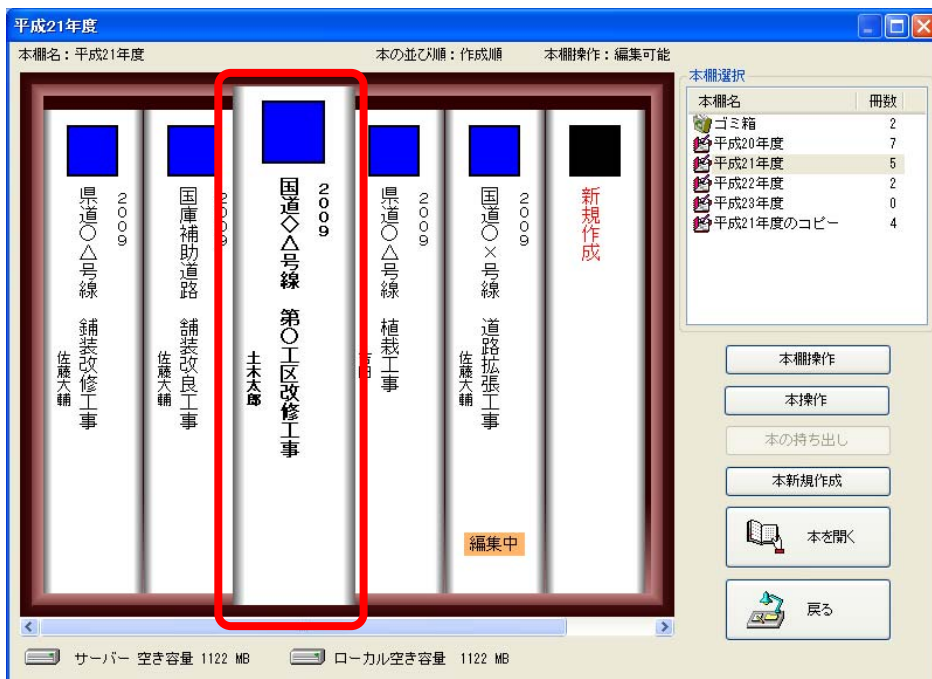 平成21年度
本棚名：平成21年度 本の並び順：作成順 本棚操作：編集可能
2009
県道〇△号線 鋪装改修工事
佐藤大輔
2009
国庫補助道路 舗装改良工事
佐藤大輔
2009
国道◇△号線 第〇工区改修工事
土木太郎
2009
県道〇△号線 植栽工事
2009
国道〇×号線 道路拡張工事
佐藤大輔
編集中
新規作成
本棚選択
本棚名 冊数
ゴミ箱 2
平成20年度 7
平成21年度 5
平成22年度 2
平成23年度 0
平成21年度のコピー 4
本棚操作
本操作
本の持ち出し
本新規作成
本を開く
戻る
サーバー 空き容量 1122 MB ローカル空き容量 1122 MB